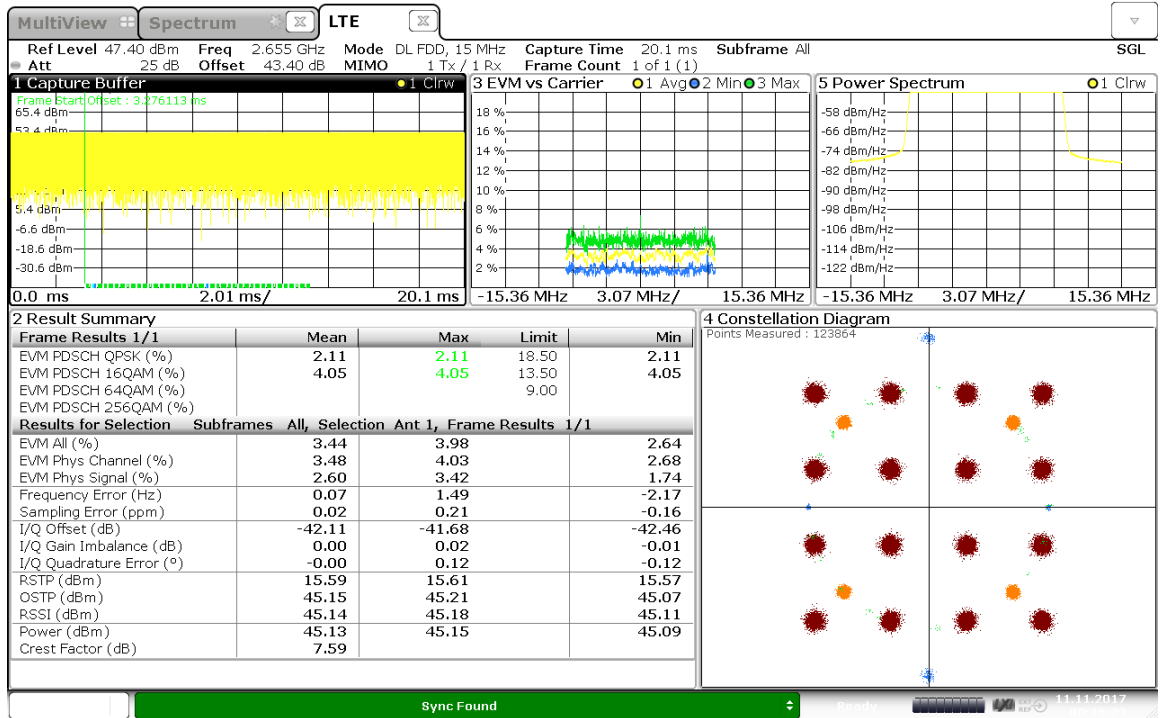 MultiView Spectrum LTE
Ref Level 47.40 dBm Freq 2.655 GHz Mode DL FDD, 15 MHz Capture Time 20.1 ms Subframe All SGL
Att 25 dB Offset 43.40 dB MIMO 1 Tx / 1 Rx Frame Count 1 of 1 (1)
1 Capture Buffer 1 Clrw
Frame Start Offset : 3.276113 ms
65.4 dBm
53.4 dBm
5.4 dBm
-6.6 dBm
-18.6 dBm
-30.6 dBm
0.0 ms 2.01 ms/ 20.1 ms
3 EVM vs Carrier 1 Avg 2 Min 3 Max
18 %
16 %
14 %
12 %
10 %
8 %
6 %
4 %
2 %
-15.36 MHz 3.07 MHz/ 15.36 MHz
5 Power Spectrum 1 Clrw
-58 dBm/Hz
-66 dBm/Hz
-74 dBm/Hz
-82 dBm/Hz
-90 dBm/Hz
-98 dBm/Hz
-106 dBm/Hz
-114 dBm/Hz
-122 dBm/Hz
-15.36 MHz 3.07 MHz/ 15.36 MHz
2 Result Summary
Frame Results 1/1 Mean Max Limit Min
EVM PDSCH QPSK (%) 2.11 2.11 18.50 2.11
EVM PDSCH 16QAM (%) 4.05 4.05 13.50 4.05
EVM PDSCH 64QAM (%) 9.00
EVM PDSCH 256QAM (%)
Results for Selection Subframes All, Selection Ant 1, Frame Results 1/1
EVM All (%) 3.44 3.98 2.64
EVM Phys Channel (%) 3.48 4.03 2.68
EVM Phys Signal (%) 2.60 3.42 1.74
Frequency Error (Hz) 0.07 1.49 -2.17
Sampling Error (ppm) 0.02 0.21 -0.16
I/Q Offset (dB) -42.11 -41.68 -42.46
I/Q Gain Imbalance (dB) 0.00 0.02 -0.01
I/Q Quadrature Error (°) -0.00 0.12 -0.12
RSTP (dBm) 15.59 15.61 15.57
OSTP (dBm) 45.15 45.21 45.07
RSSI (dBm) 45.14 45.18 45.11
Power (dBm) 45.13 45.15 45.09
Crest Factor (dB) 7.59
4 Constellation Diagram
Points Measured : 123864
Sync Found
Ready
LXI
11.11.2017